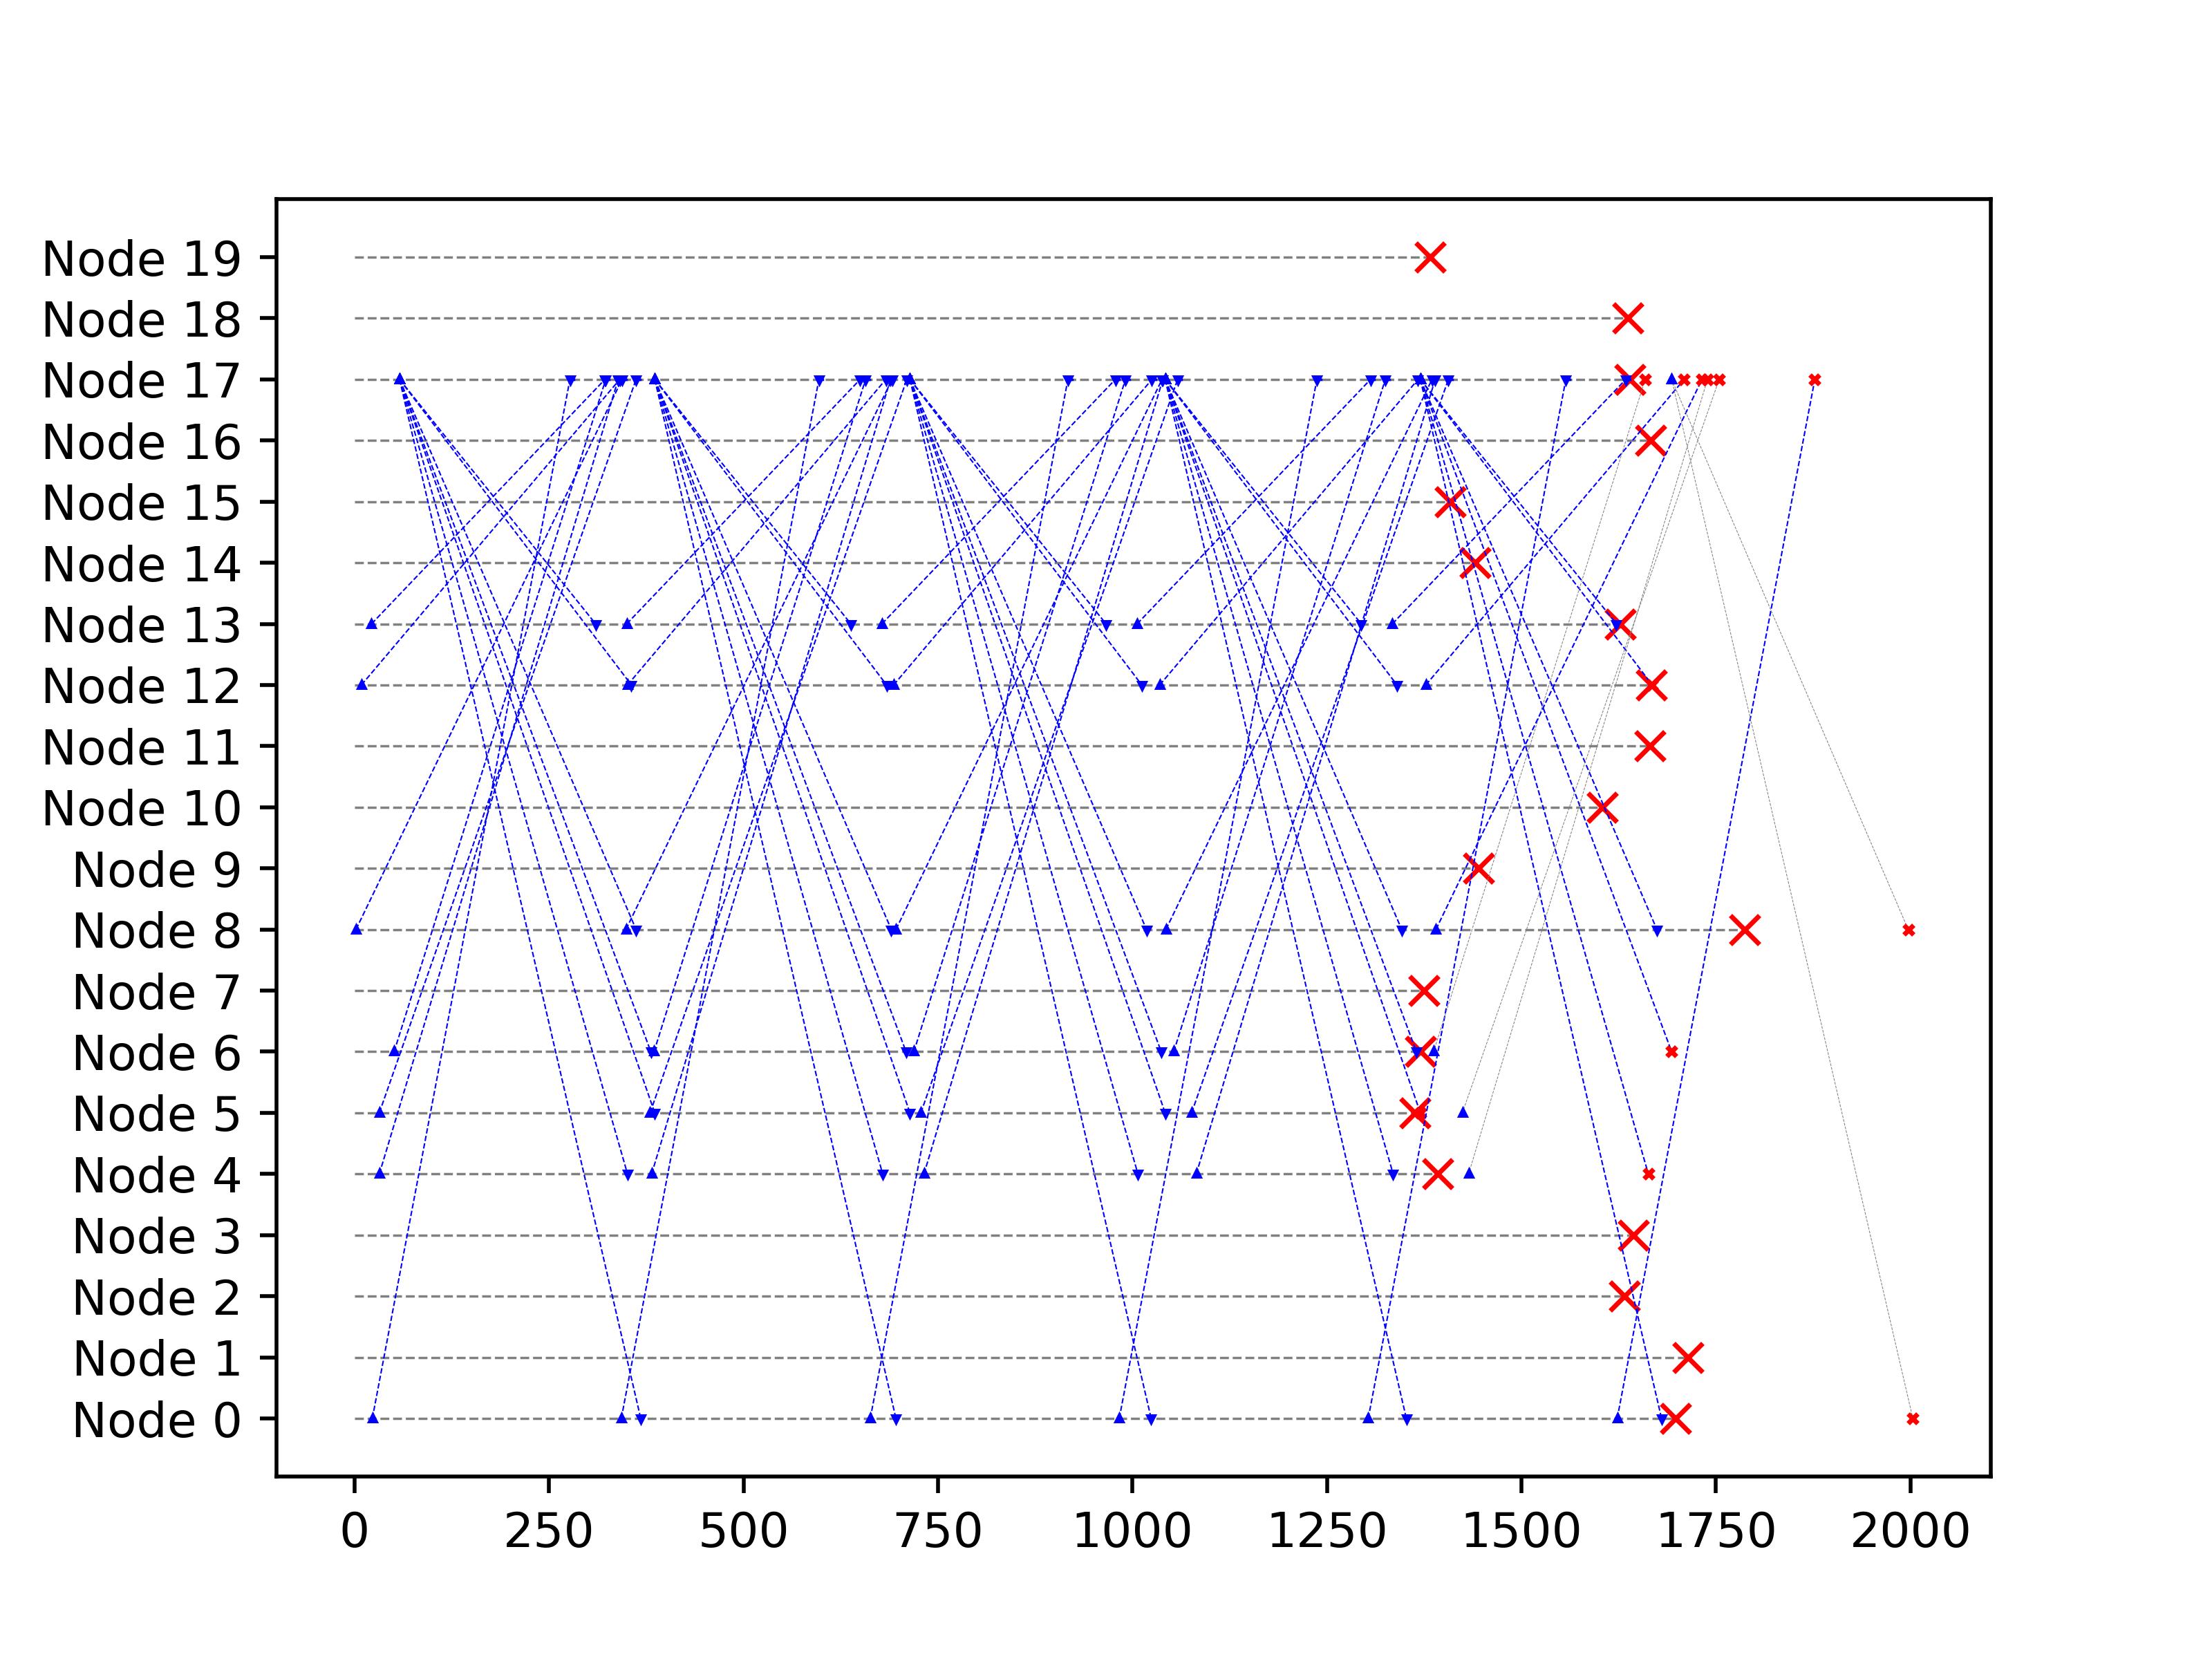 Node 19
Node 18
Node 17
Node 16
Node 15
Node 14
Node 13
Node 12
Node 11
Node 10
Node 9
Node 8
Node 7
Node 6
Node 5
Node 4
Node 3
Node 2
Node 1
Node 0
0 250 500 750 1000 1250 1500 1750 2000